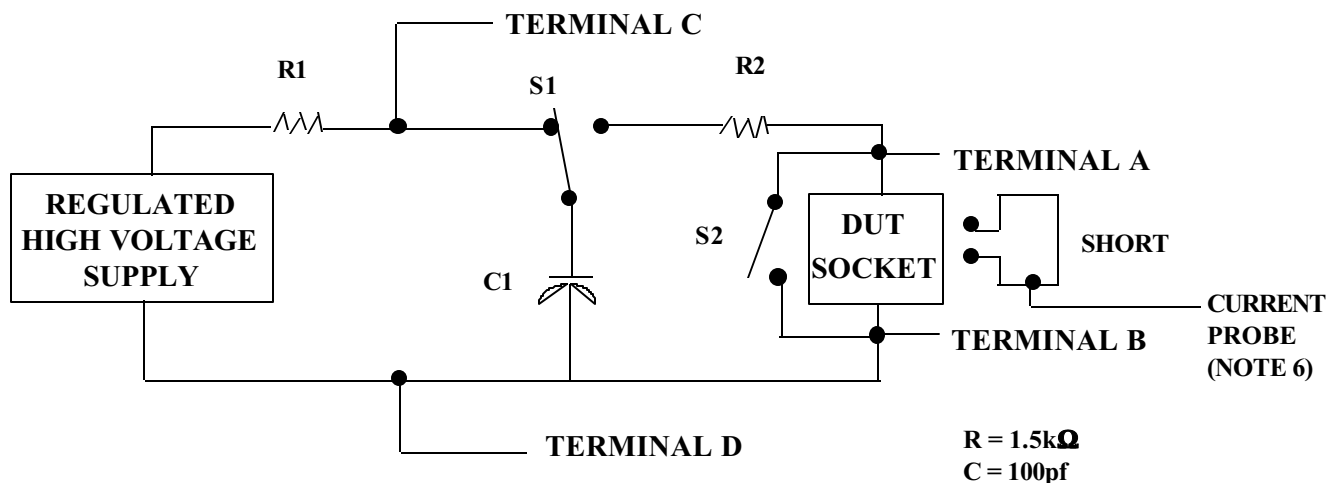 TERMINAL C
R1
S1
R2
TERMINAL A
REGULATED
HIGH VOLTAGE
SUPPLY
S2
DUT
SOCKET
SHORT
C1
CURRENT
PROBE
(NOTE 6)
TERMINAL B
TERMINAL D
R = 1.5kΩ
C = 100pf